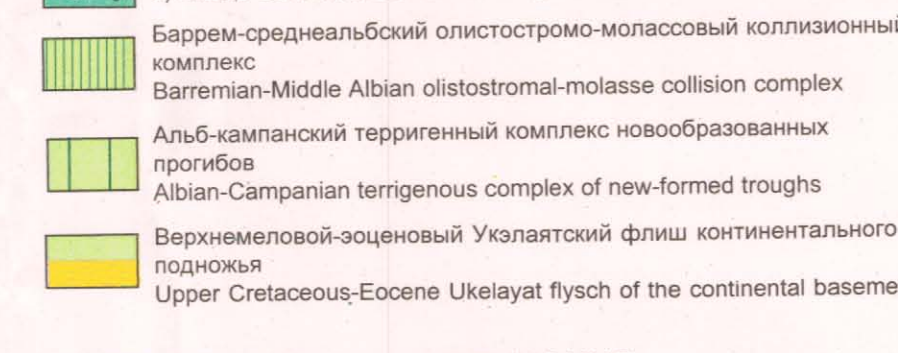 Баррем-среднеальбский олистостромо-молассовый коллизионный
комплекс
Barremian-Middle Albian olistostromal-molasse collision complex
Альб-кампанский терригенный комплекс новообразованных
прогибов
Albian-Campanian terrigenous complex of new-formed troughs
Верхнемеловой-эоценовый Укэлаятский флиш континентального
подножья
Upper Cretaceous-Eocene Ukelayat flysch of the continental baseme